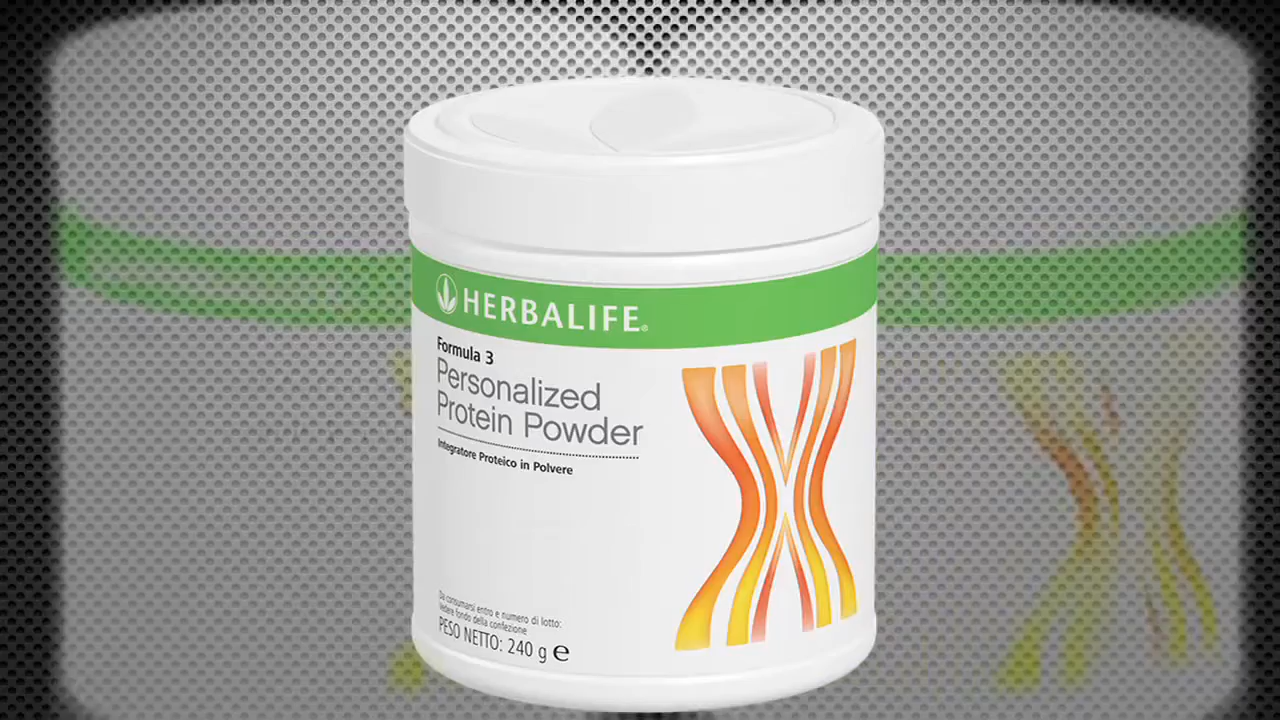 HERBALIFE®
Formula 3
Personalized
Protein Powder
Integratore Proteico in Polvere
Da consumarsi entro e numero di lotto:
Vedere fondo della confezione
PESO NETTO: 240 g e